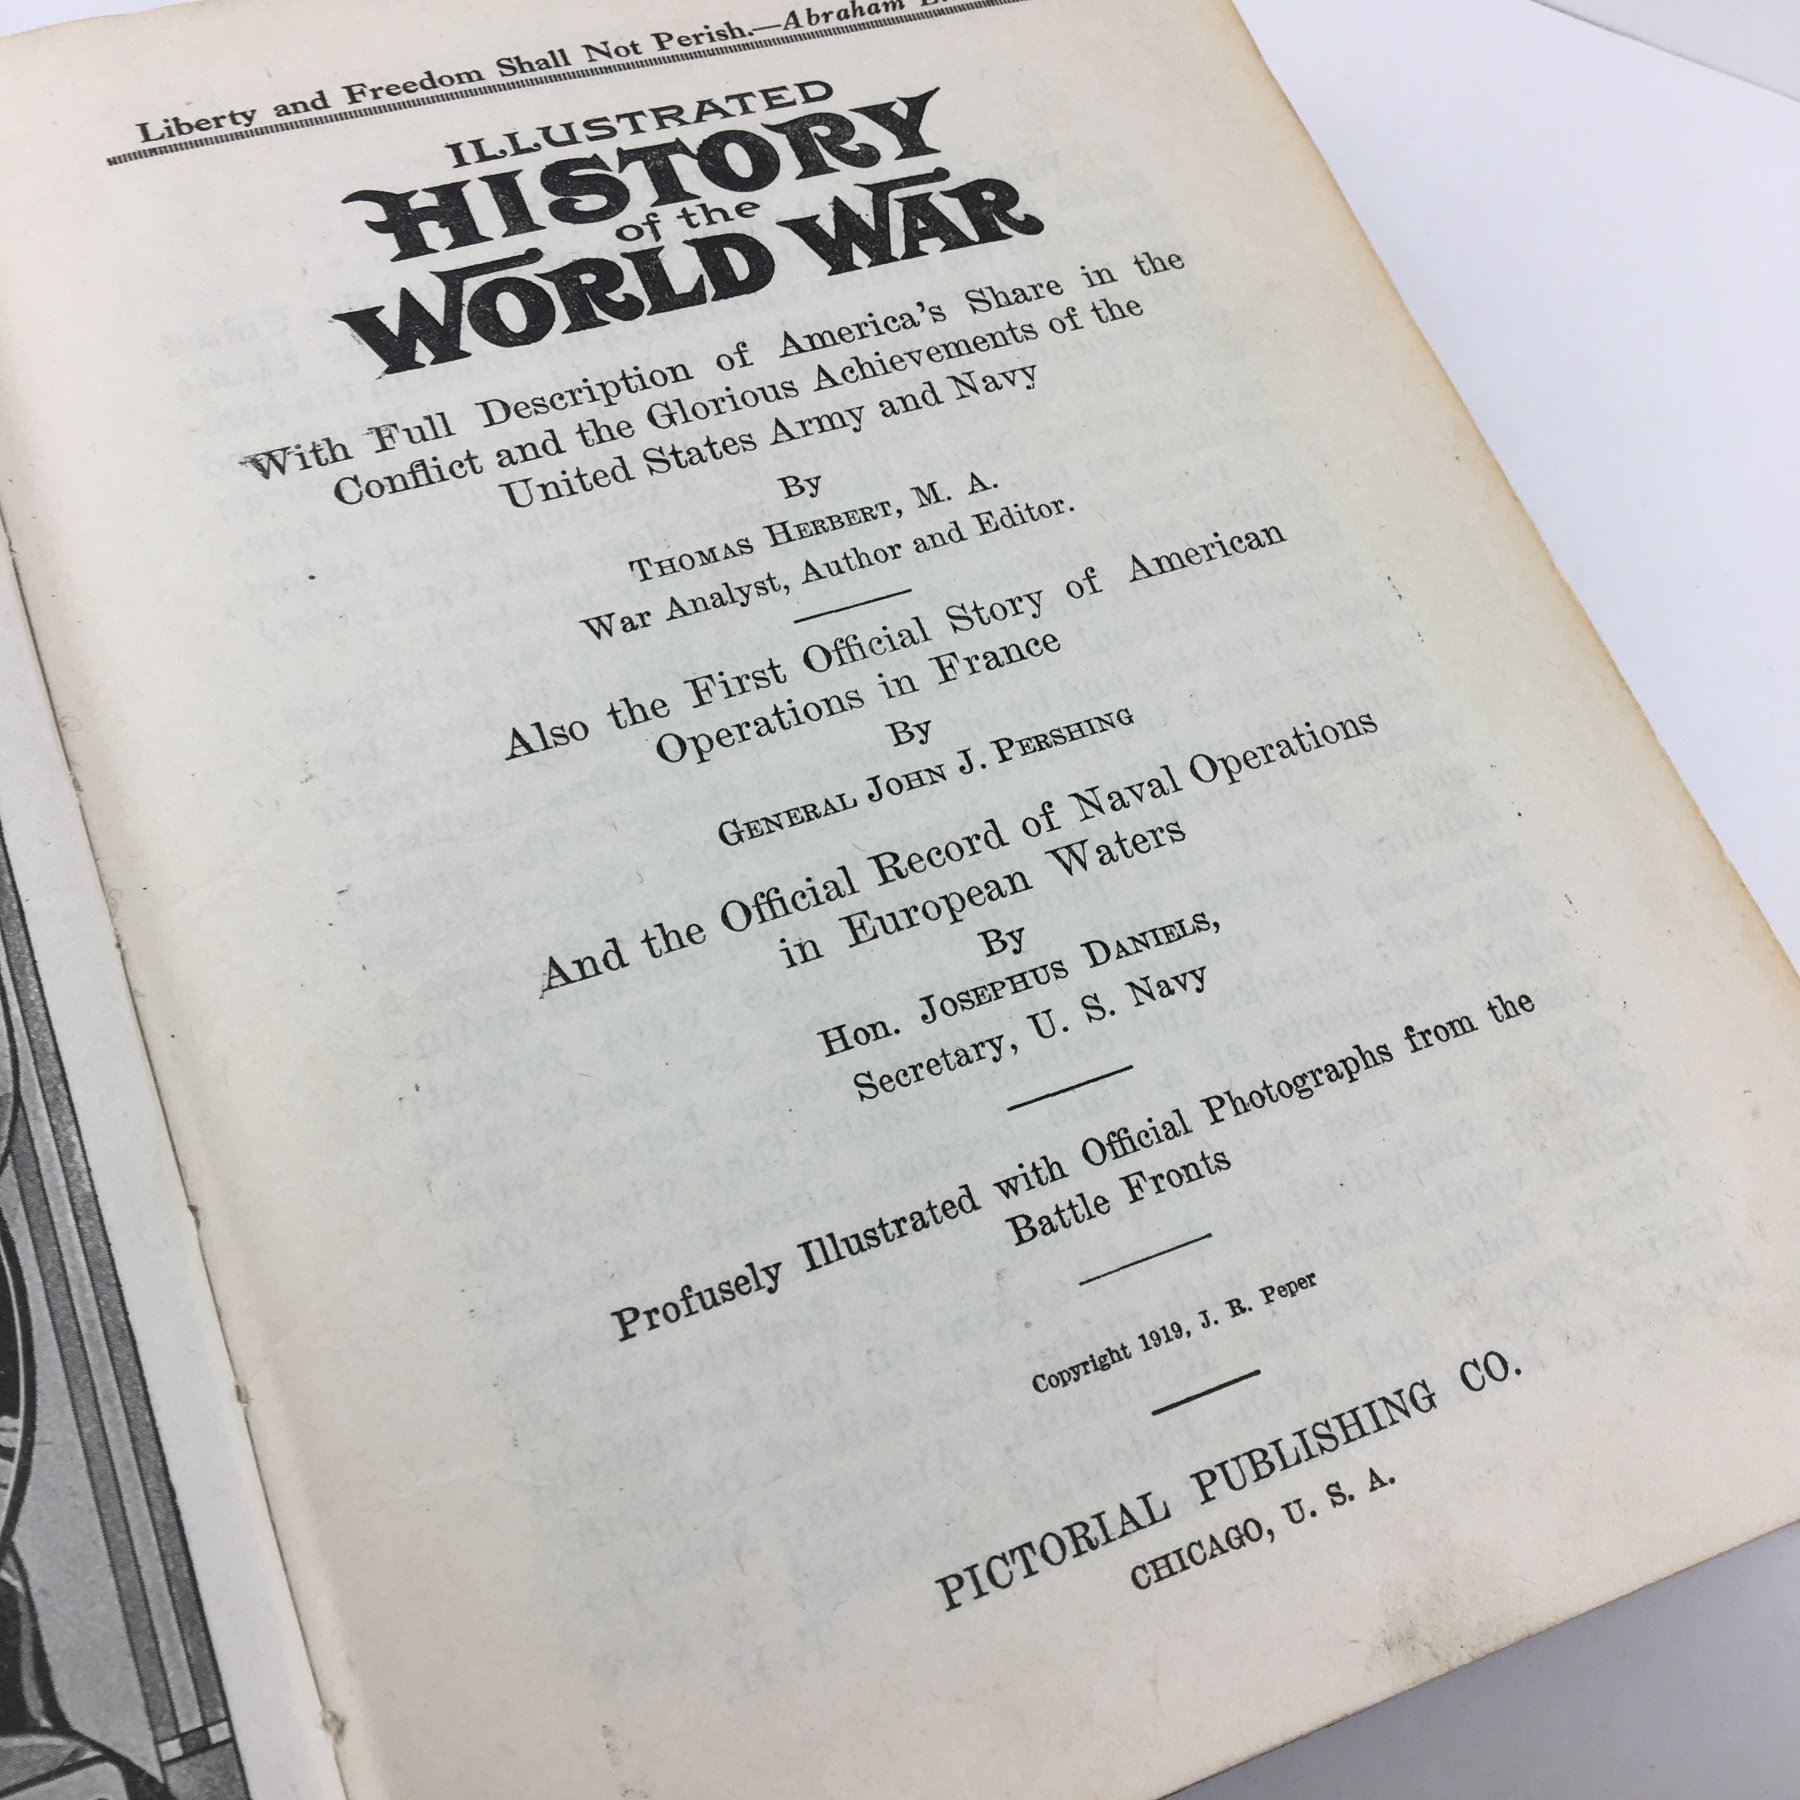 Liberty and Freedom Shall Not Perish.—Abraham
ILLUSTRATED
HISTORY
of the
WORLD WAR
With Full Description of America's Share in the
Conflict and the Glorious Achievements of the
United States Army and Navy
By
THOMAS HERBERT, M. A.
War Analyst, Author and Editor.
Also the First Official Story of American
Operations in France
By
GENERAL JOHN J. PERSHING
And the Official Record of Naval Operations
in European Waters
By
Hon. JOSEPHUS DANIELS,
Secretary, U. S. Navy
Profusely Illustrated with Official Photographs from the
Battle Fronts
Copyright 1919, J. R. Peper
PICTORIAL PUBLISHING CO.
CHICAGO, U. S. A.